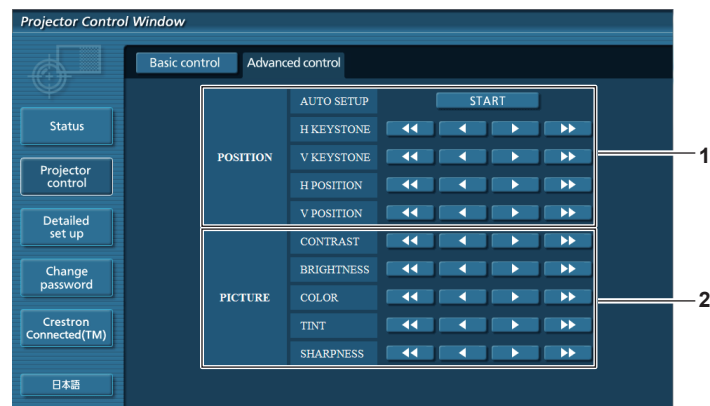 Projector Control Window
Basic control
Advanced control
Status
Projector
control
Detailed
set up
Change
password
Crestron
Connected(TM)
日本語
POSITION
AUTO SETUP
START
H KEYSTONE
V KEYSTONE
H POSITION
V POSITION
1
PICTURE
CONTRAST
BRIGHTNESS
COLOR
TINT
SHARPNESS
2